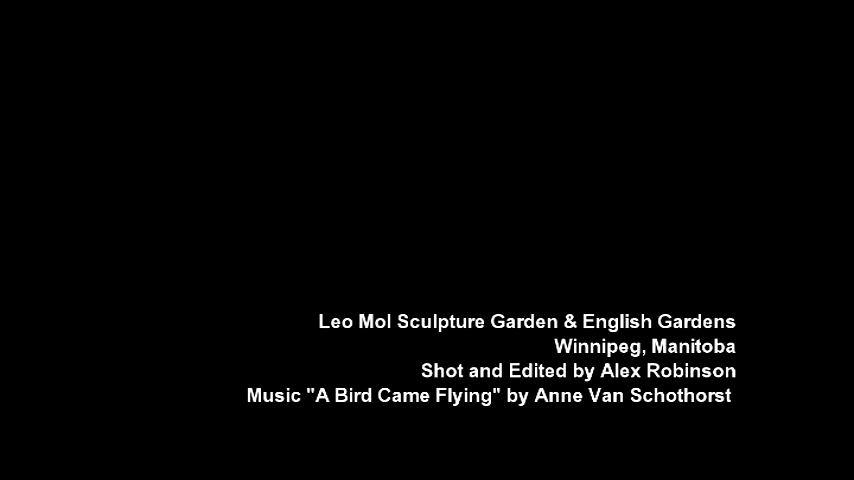 Leo Mol Sculpture Garden & English Gardens
Winnipeg, Manitoba
Shot and Edited by Alex Robinson
Music "A Bird Came Flying" by Anne Van Schothorst